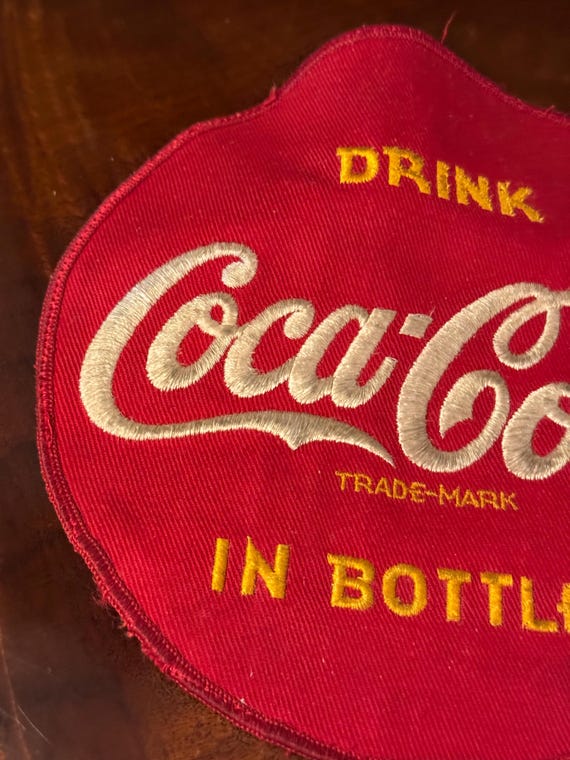 DRINK
Coca-Co
TRADE-MARK
IN BOTTL